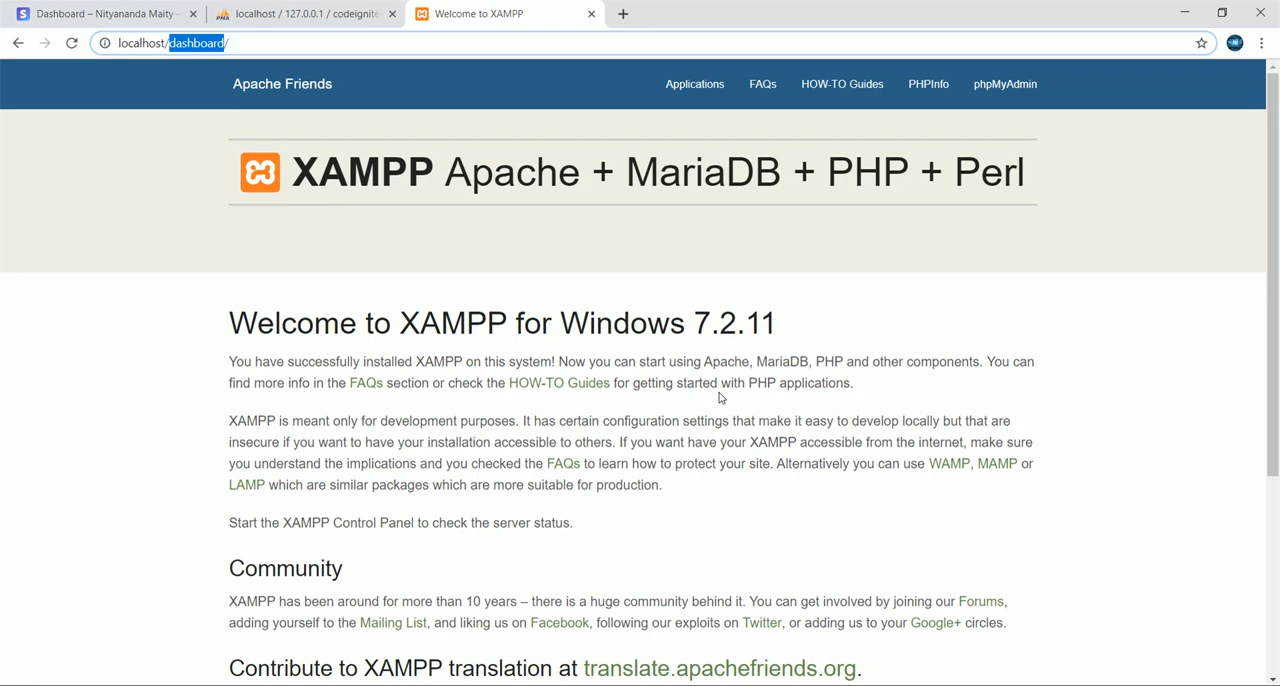 Dashboard – Nityananda Maity –
localhost / 127.0.0.1 / codeignite
Welcome to XAMPP
localhost/dashboard/
Apache Friends
Applications
FAQs
HOW-TO Guides
PHPInfo
phpMyAdmin
XAMPP Apache + MariaDB + PHP + Perl
Welcome to XAMPP for Windows 7.2.11
You have successfully installed XAMPP on this system! Now you can start using Apache, MariaDB, PHP and other components. You can
find more info in the FAQs section or check the HOW-TO Guides for getting started with PHP applications.
XAMPP is meant only for development purposes. It has certain configuration settings that make it easy to develop locally but that are
insecure if you want to have your installation accessible to others. If you want have your XAMPP accessible from the internet, make sure
you understand the implications and you checked the FAQs to learn how to protect your site. Alternatively you can use WAMP, MAMP or
LAMP which are similar packages which are more suitable for production.
Start the XAMPP Control Panel to check the server status.
Community
XAMPP has been around for more than 10 years – there is a huge community behind it. You can get involved by joining our Forums,
adding yourself to the Mailing List, and liking us on Facebook, following our exploits on Twitter, or adding us to your Google+ circles.
Contribute to XAMPP translation at translate.apachefriends.org.